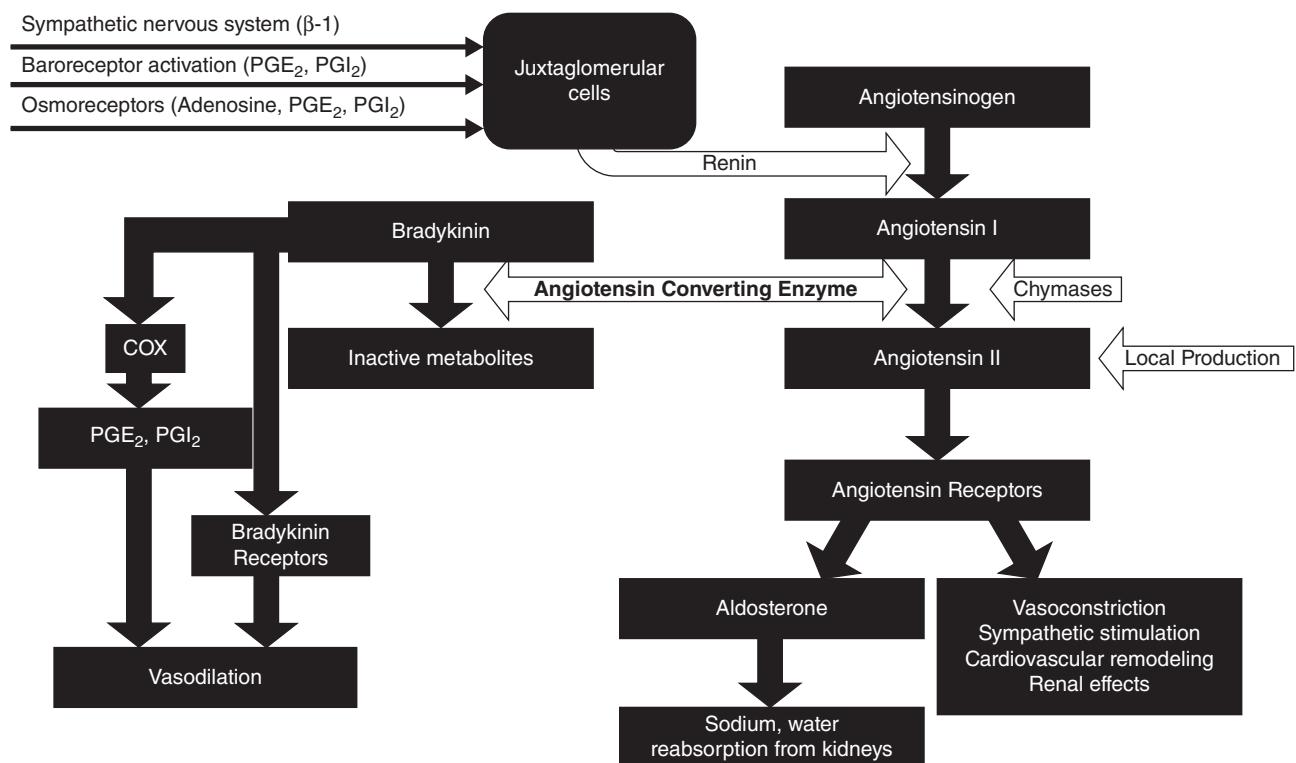 Sympathetic nervous system (β-1)
Baroreceptor activation (PGE₂, PGI₂)
Osmoreceptors (Adenosine, PGE₂, PGI₂)
Juxtaglomerular
cells
Angiotensinogen
Renin
Bradykinin
Angiotensin I
Angiotensin Converting Enzyme
Chymases
COX
Inactive metabolites
Angiotensin II
Local Production
PGE₂, PGI₂
Angiotensin Receptors
Bradykinin
Receptors
Aldosterone
Vasoconstriction
Sympathetic stimulation
Cardiovascular remodeling
Renal effects
Vasodilation
Sodium, water
reabsorption from kidneys